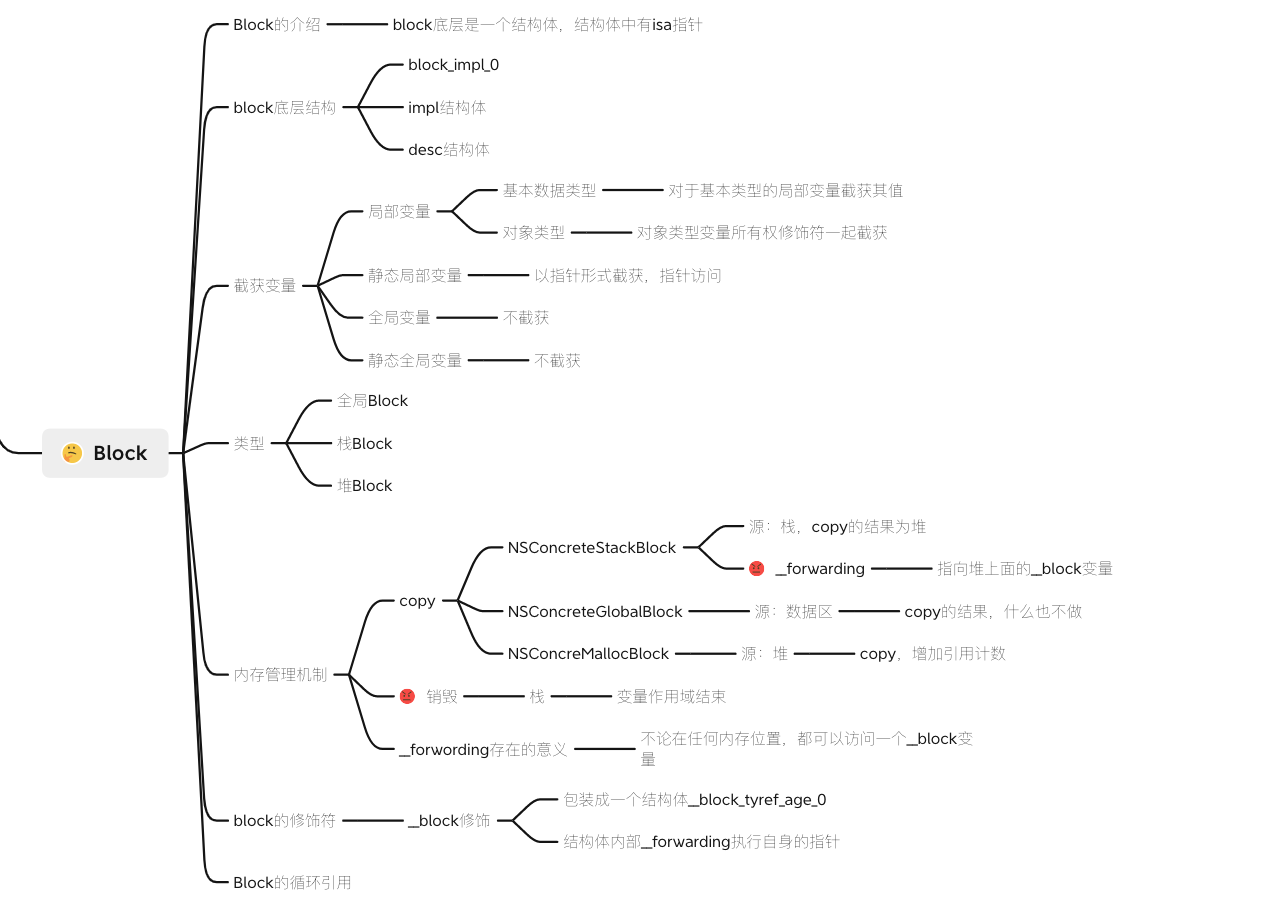 Block的介绍
block底层是一个结构体，结构体中有isa指针
block底层结构
block_impl_0
impl结构体
desc结构体
截获变量
局部变量
基本数据类型
对于基本类型的局部变量截获其值
对象类型
对象类型变量所有权修饰符一起截获
静态局部变量
以指针形式截获，指针访问
全局变量
不截获
静态全局变量
不截获
Block
类型
全局Block
栈Block
堆Block
内存管理机制
copy
NSConcreteStackBlock
源：栈，copy的结果为堆
__forwarding
指向堆上面的__block变量
NSConcreteGlobalBlock
源：数据区
copy的结果，什么也不做
NSConcreMallocBlock
源：堆
copy，增加引用计数
销毁
栈
变量作用域结束
__forwording存在的意义
不论在任何内存位置，都可以访问一个__block变
量
block的修饰符
__block修饰
包装成一个结构体__block_tyref_age_0
结构体内部__forwarding执行自身的指针
Block的循环引用